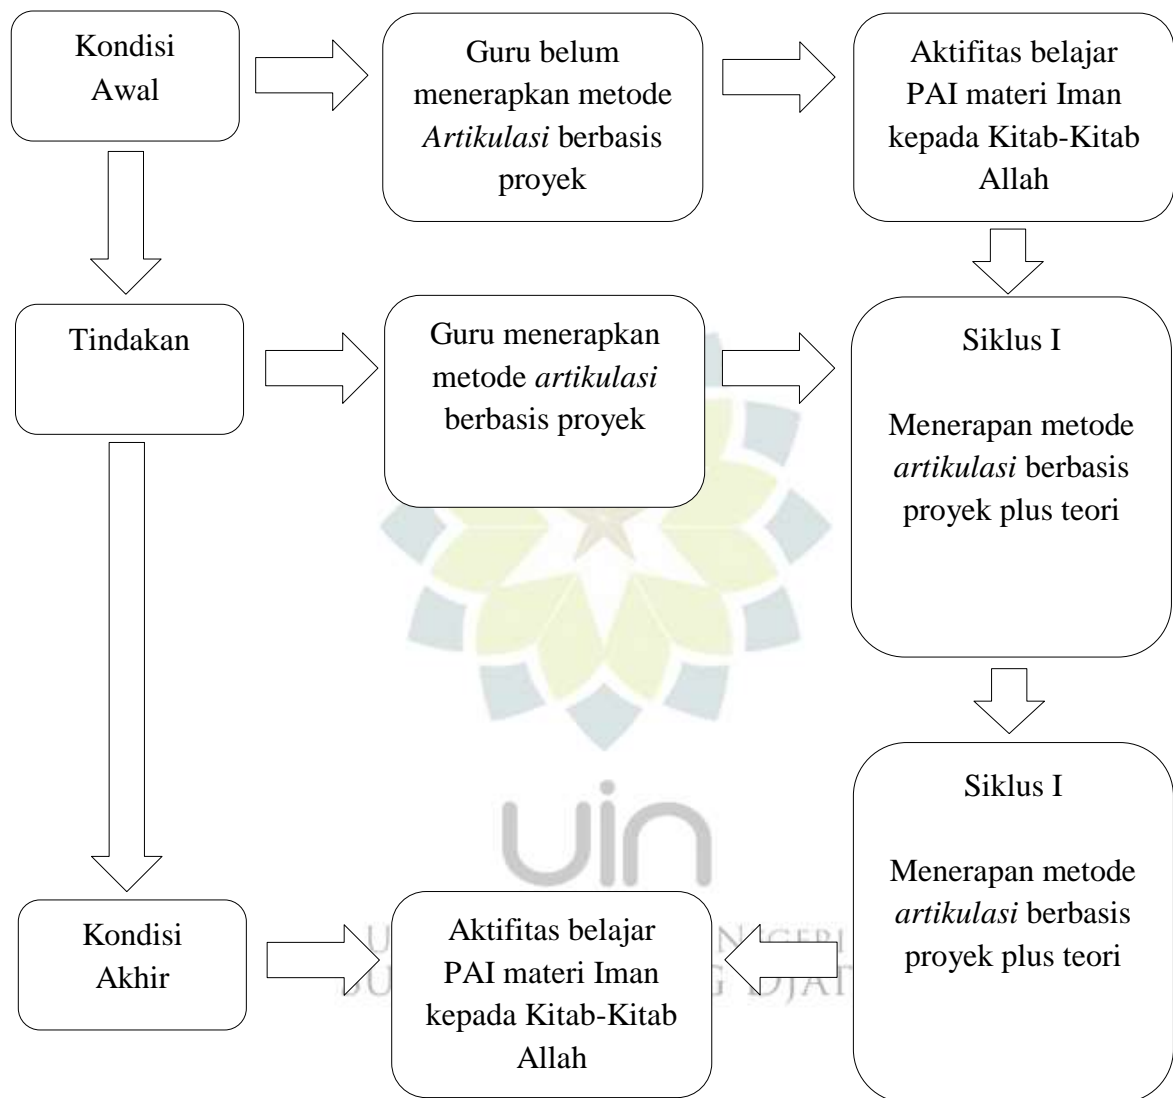 Kondisi
Awal
Guru belum
menerapkan metode
Artikulasi berbasis
proyek
Aktifitas belajar
PAI materi Iman
kepada Kitab-Kitab
Allah
Tindakan
Guru menerapkan
metode artikulasi
berbasis proyek
Siklus I
Menerapan metode
artikulasi berbasis
proyek plus teori
Siklus I
Menerapan metode
artikulasi berbasis
proyek plus teori
uin
Kondisi
Akhir
Aktifitas belajar
PAI materi Iman
kepada Kitab-Kitab
Allah